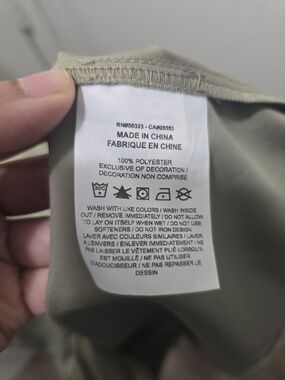 RN#56323 - CA#05553
MADE IN CHINA
FABRIQUE EN CHINE
100% POLYESTER
EXCLUSIVE OF DECORATION /
DECORATION NON COMPRISE
WASH WITH LIKE COLORS / WASH INSIDE
OUT / REMOVE IMMEDIATELY / DO NOT ALLOW
TO LAY ON ITSELF WHEN WET / DO NOT USE
SOFTENERS / DO NOT IRON DESIGN
LAVER AVEC COULEURS SIMILAIRES / LAVER
A L'ENVERS / ENLEVER IMMÉDIATEMENT / NE
PAS LAISSER LE VÊTEMENT PLIÉ LORSQU'IL
EST MOUILLÉ / NE PAS UTILISER
D'ADOUCISSEUR / NE PAS REPASSER LE
DESSIN